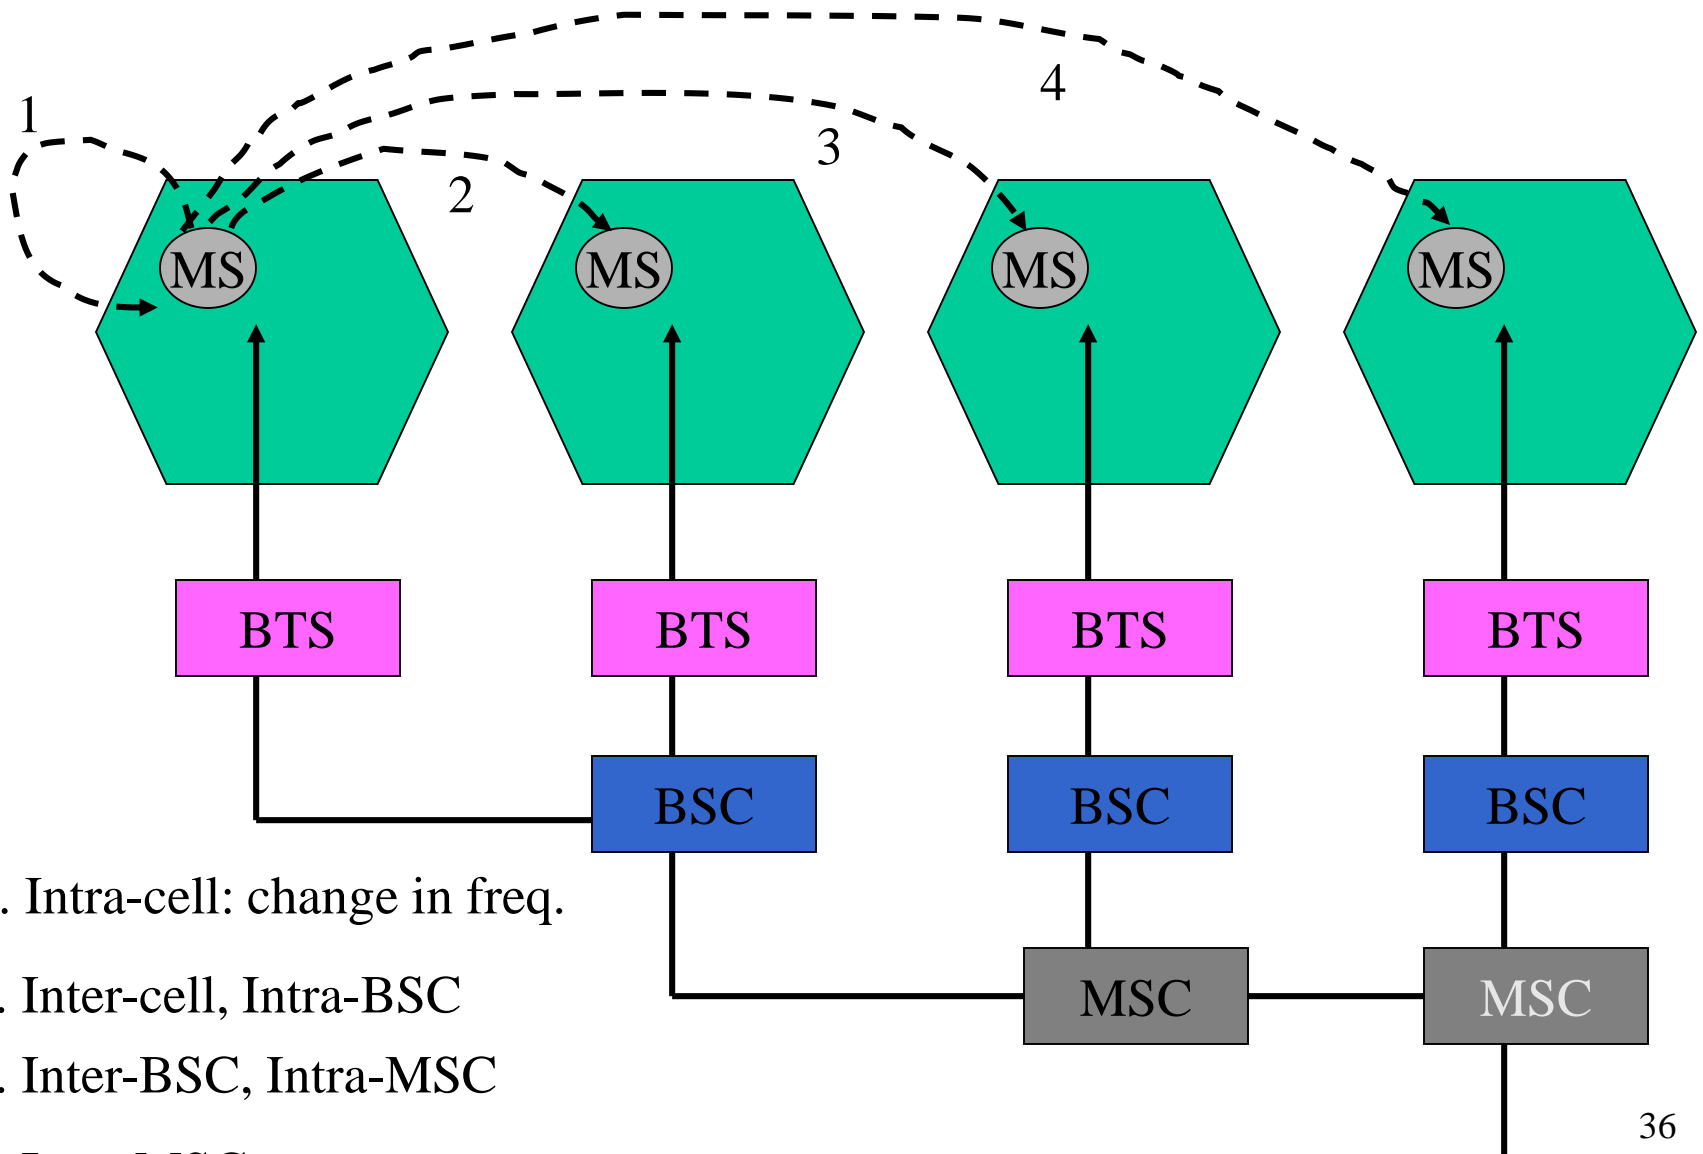 1
4
3
2
MS MS MS MS
BTS BTS BTS BTS
BSC BSC BSC
. Intra-cell: change in freq.
. Inter-cell, Intra-BSC
MSC MSC
. Inter-BSC, Intra-MSC
36